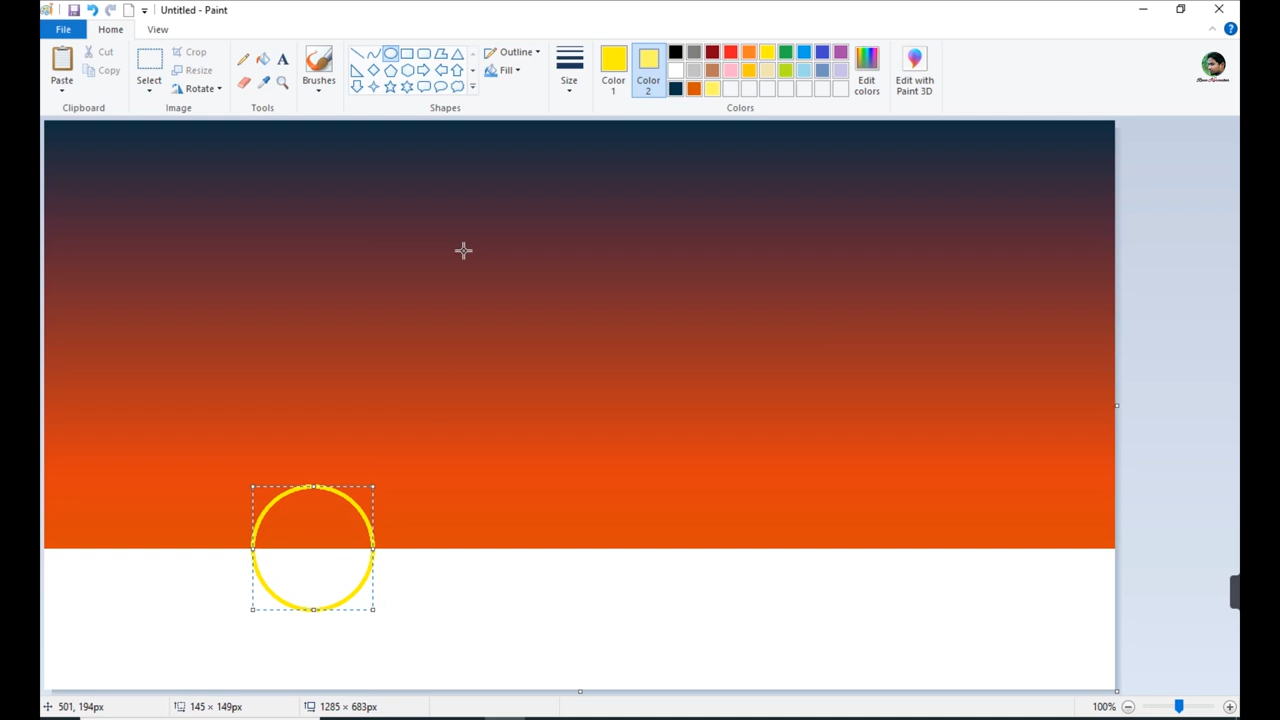 Untitled - Paint
File
Home
View
Paste
Cut
Copy
Clipboard
Select
Crop
Resize
Rotate
Image
Tools
Brushes
Outline
Fill
Shapes
Size
Color
1
Color
2
Colors
Edit
colors
Edit with
Paint 3D
501, 194px
145 × 149px
1285 × 683px
100%